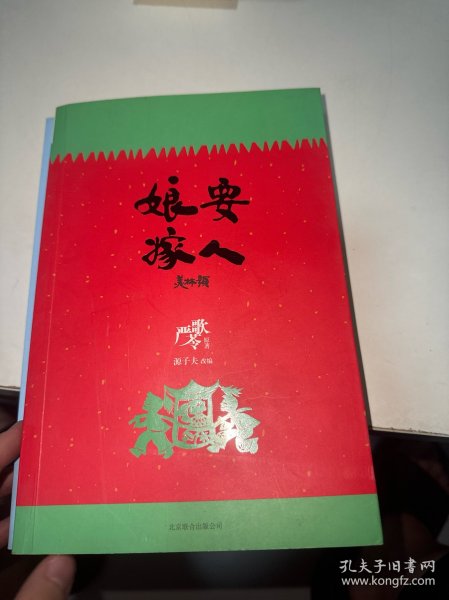 娘要
嫁人
美林题
严歌苓 原著
源子夫 改编
北京联合出版公司
孔夫子旧书网
www.kongfz.com